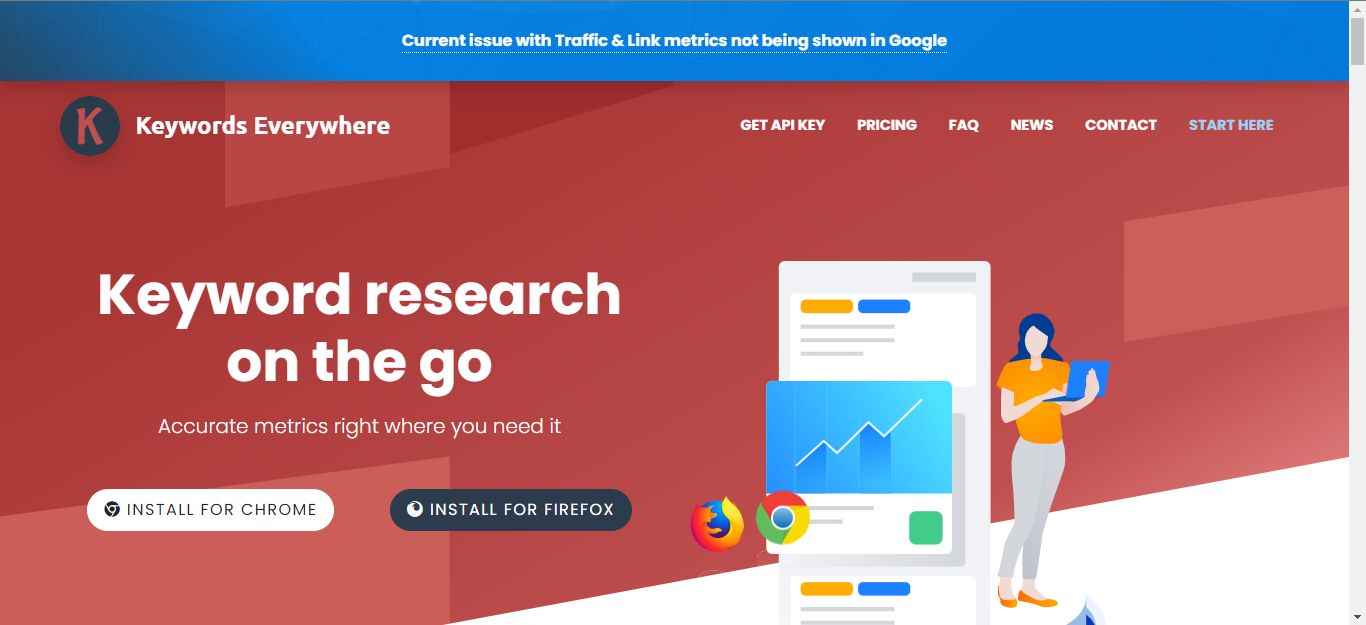 Current issue with Traffic & Link metrics not being shown in Google
K
Keywords Everywhere
GET API KEY
PRICING
FAQ
NEWS
CONTACT
START HERE
Keyword research
on the go
Accurate metrics right where you need it
INSTALL FOR CHROME
INSTALL FOR FIREFOX